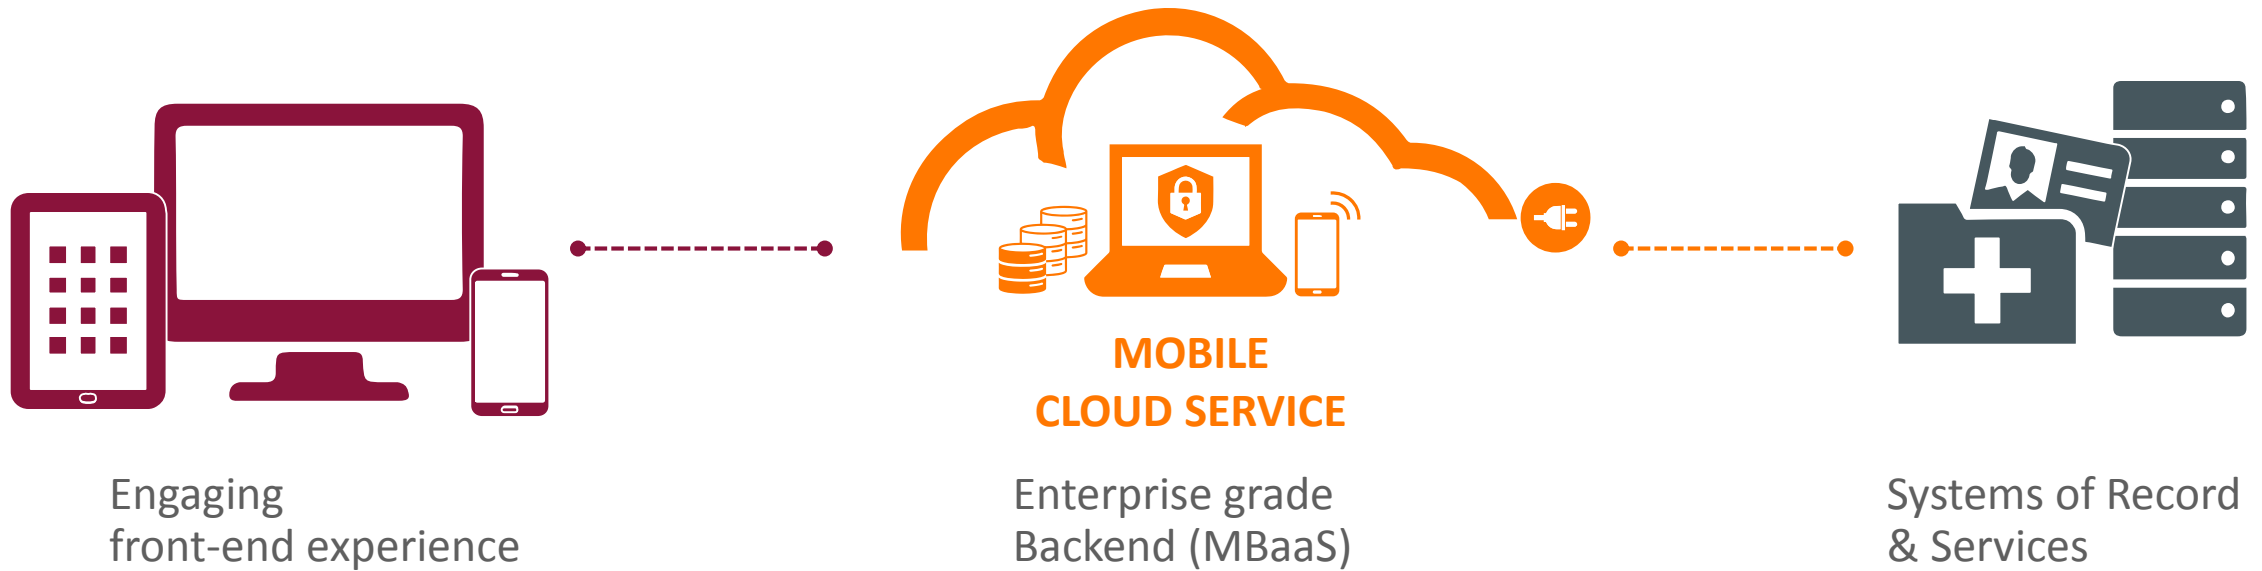 MOBILE
CLOUD SERVICE
Engaging
front-end experience
Enterprise grade
Backend (MBaaS)
Systems of Record
& Services